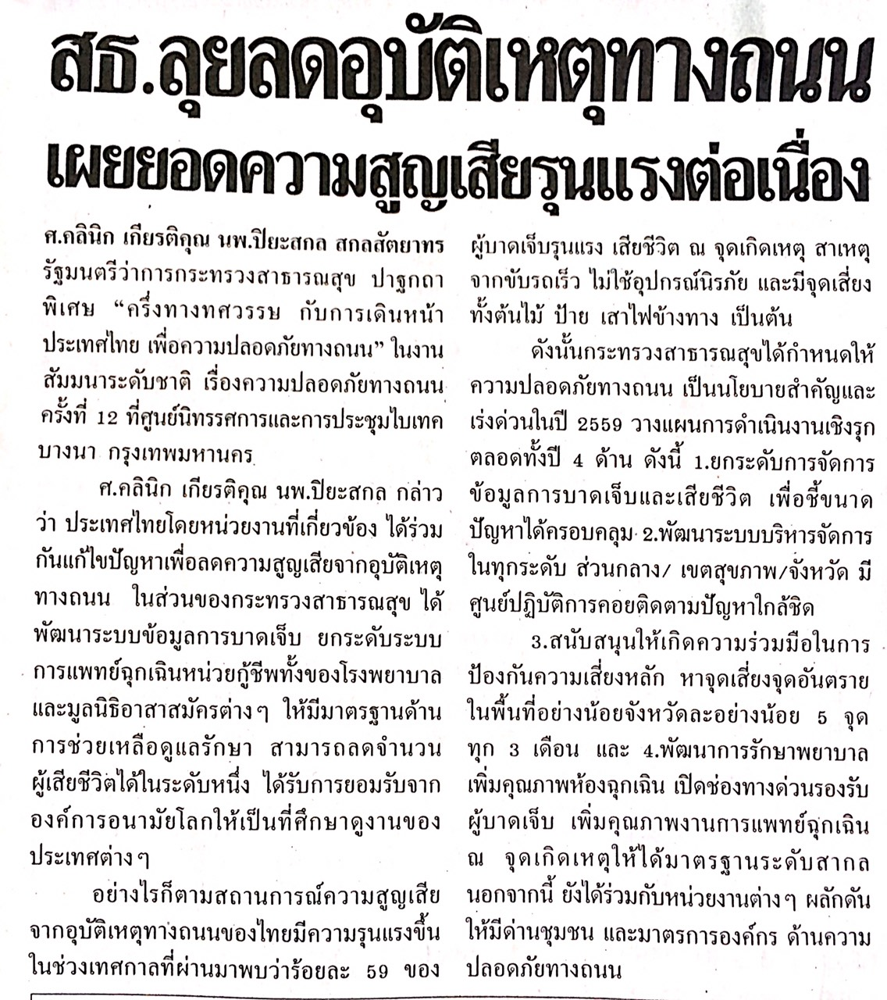 สธ.ลุยลดอุบัติเหตุทางถนน
เผยยอดความสูญเสียรุนแรงต่อเนื่อง
ศ.คลินิก เกียรติคุณ นพ.ปิยะสกล สกลสัตยาทร
รัฐมนตรีว่าการกระทรวงสาธารณสุข ปาฐกถา
พิเศษ “ครึ่งทางทศวรรษ กับการเดินหน้า
ประเทศไทย เพื่อความปลอดภัยทางถนน” ในงาน
สัมมนาระดับชาติ เรื่องความปลอดภัยทางถนน
ครั้งที่ 12 ที่ศูนย์นิทรรศการและการประชุมไบเทค
บางนา กรุงเทพมหานคร
ศ.คลินิก เกียรติคุณ นพ.ปิยะสกล กล่าว
ว่า ประเทศไทยโดยหน่วยงานที่เกี่ยวข้อง ได้ร่วม
กันแก้ไขปัญหาเพื่อลดความสูญเสียจากอุบัติเหตุ
ทางถนน ในส่วนของกระทรวงสาธารณสุข ได้
พัฒนาระบบข้อมูลการบาดเจ็บ ยกระดับระบบ
การแพทย์ฉุกเฉินหน่วยกู้ชีพทั้งของโรงพยาบาล
และมูลนิธิอาสาสมัครต่างๆ ให้มีมาตรฐานด้าน
การช่วยเหลือดูแลรักษา สามารถลดจำนวน
ผู้เสียชีวิตได้ในระดับหนึ่ง ได้รับการยอมรับจาก
องค์การอนามัยโลกให้เป็นที่ศึกษาดูงานของ
ประเทศต่างๆ
อย่างไรก็ตามสถานการณ์ความสูญเสีย
จากอุบัติเหตุทางถนนของไทยมีความรุนแรงขึ้น
ในช่วงเทศกาลที่ผ่านมาพบว่าร้อยละ 59 ของ
ผู้บาดเจ็บรุนแรง เสียชีวิต ณ จุดเกิดเหตุ สาเหตุ
จากขับรถเร็ว ไม่ใช้อุปกรณ์นิรภัย และมีจุดเสี่ยง
ทั้งต้นไม้ ป้าย เสาไฟข้างทาง เป็นต้น
ดังนั้นกระทรวงสาธารณสุขได้กำหนดให้
ความปลอดภัยทางถนน เป็นนโยบายสำคัญและ
เร่งด่วนในปี 2559 วางแผนการดำเนินงานเชิงรุก
ตลอดทั้งปี 4 ด้าน ดังนี้ 1.ยกระดับการจัดการ
ข้อมูลการบาดเจ็บและเสียชีวิต เพื่อชี้ขนาด
ปัญหาได้ครอบคลุม 2.พัฒนาระบบบริหารจัดการ
ในทุกระดับ ส่วนกลาง/ เขตสุขภาพ/จังหวัด มี
ศูนย์ปฏิบัติการคอยติดตามปัญหาใกล้ชิด
3.สนับสนุนให้เกิดความร่วมมือในการ
ป้องกันความเสี่ยงหลัก หาจุดเสี่ยงจุดอันตราย
ในพื้นที่อย่างน้อยจังหวัดละอย่างน้อย 5 จุด
ทุก 3 เดือน และ 4.พัฒนาการรักษาพยาบาล
เพิ่มคุณภาพห้องฉุกเฉิน เปิดช่องทางด่วนรองรับ
ผู้บาดเจ็บ เพิ่มคุณภาพงานการแพทย์ฉุกเฉิน
ณ จุดเกิดเหตุให้ได้มาตรฐานระดับสากล
นอกจากนี้ ยังได้ร่วมกับหน่วยงานต่างๆ ผลักดัน
ให้มีด่านชุมชน และมาตรการองค์กร ด้านความ
ปลอดภัยทางถนน